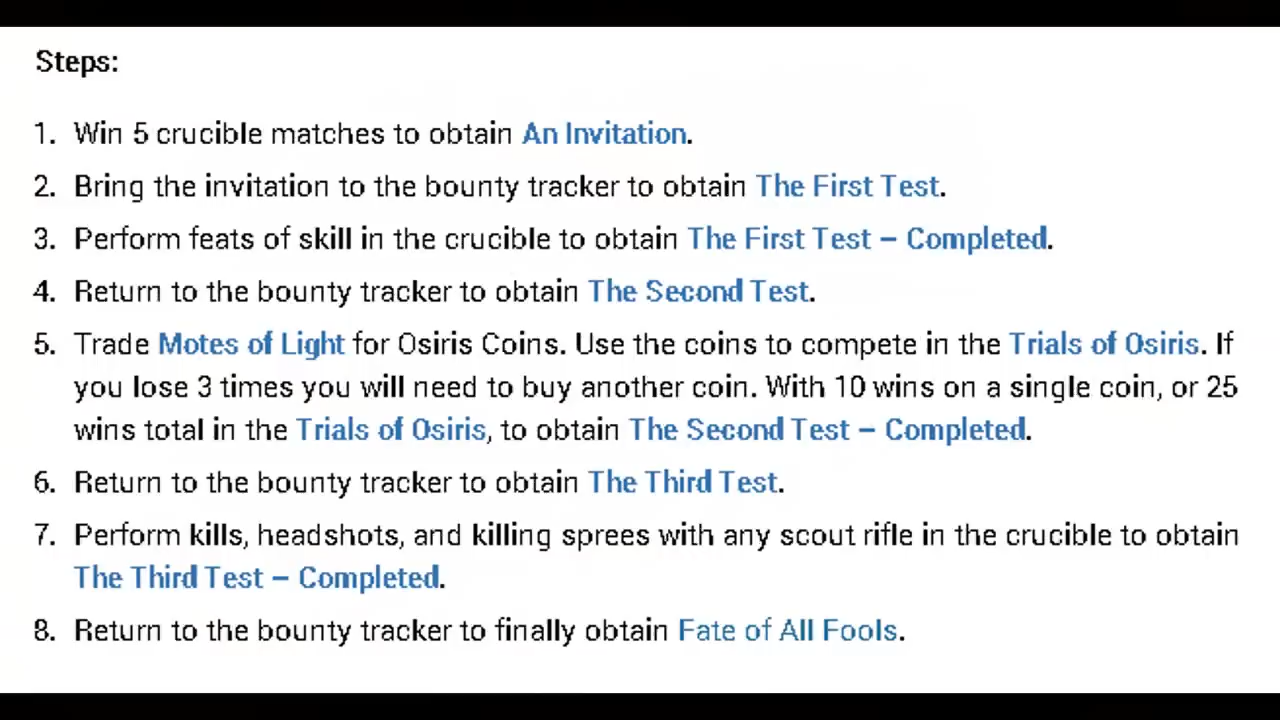 Steps:
1. Win 5 crucible matches to obtain An Invitation.
2. Bring the invitation to the bounty tracker to obtain The First Test.
3. Perform feats of skill in the crucible to obtain The First Test – Completed.
4. Return to the bounty tracker to obtain The Second Test.
5. Trade Motes of Light for Osiris Coins. Use the coins to compete in the Trials of Osiris. If
you lose 3 times you will need to buy another coin. With 10 wins on a single coin, or 25
wins total in the Trials of Osiris, to obtain The Second Test – Completed.
6. Return to the bounty tracker to obtain The Third Test.
7. Perform kills, headshots, and killing sprees with any scout rifle in the crucible to obtain
The Third Test – Completed.
8. Return to the bounty tracker to finally obtain Fate of All Fools.